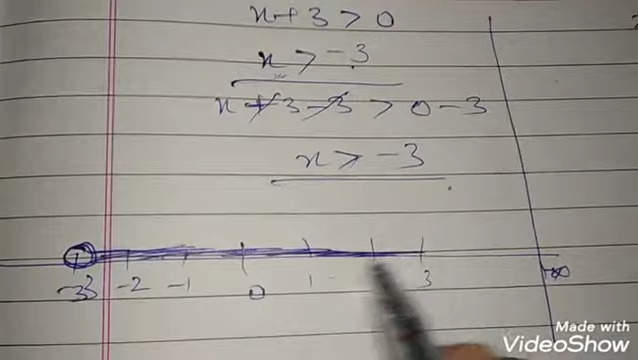 x+3 > 0
x > -3
x + 3 - 3 > 0 - 3
x > -3
-3 -2 -1 0 1 3 ∞
Made with
VideoShow